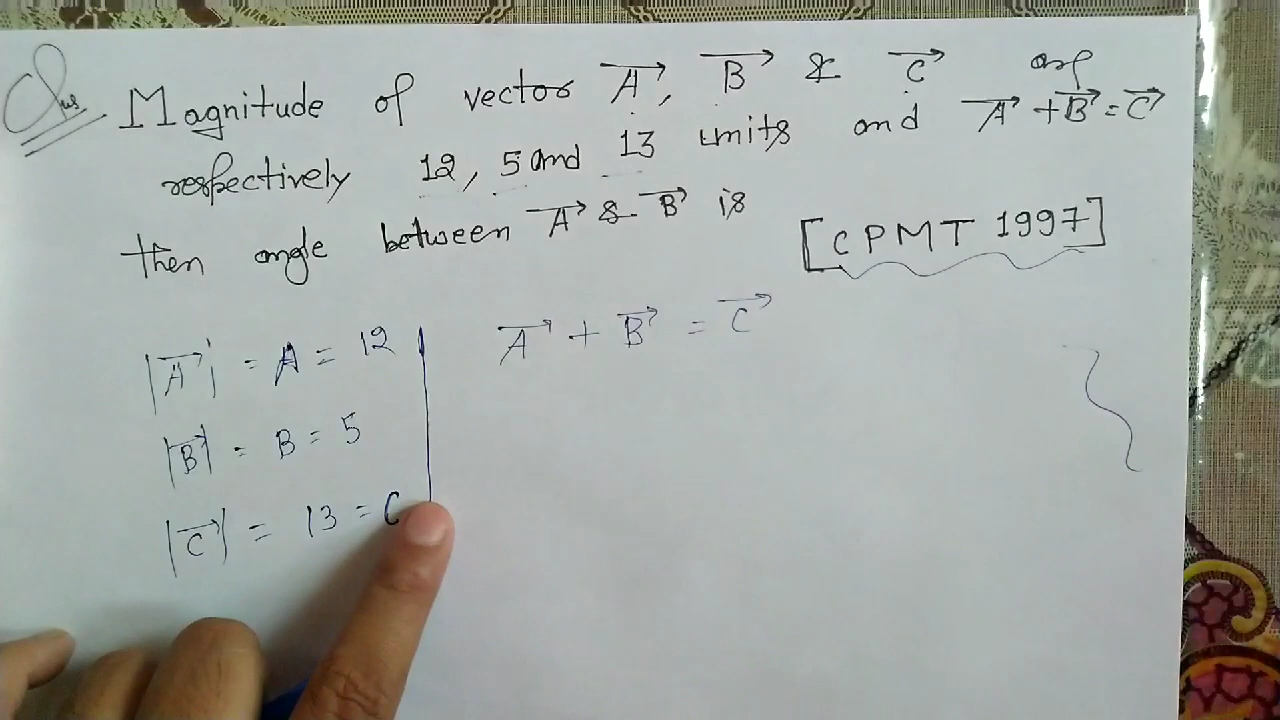 Ques
Magnitude of vector A⃗, B⃗ & C⃗ are
respectively 12, 5 and 13 units and A⃗ + B⃗ = C⃗
then angle between A⃗ & B⃗ is
[CPMT 1997]
|A⃗| = A = 12
A⃗ + B⃗ = C⃗
|B⃗| = B = 5
|C⃗| = 13 = C